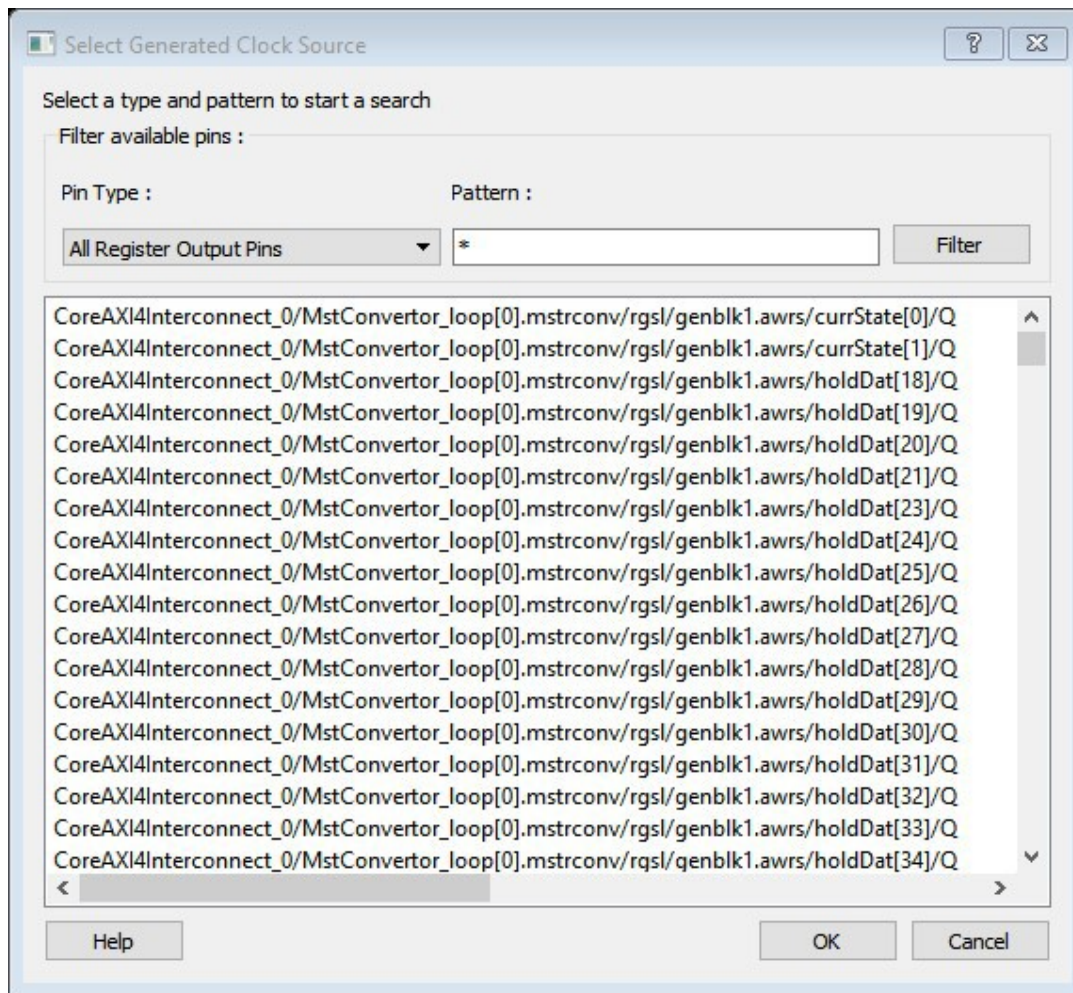 Select Generated Clock Source
Select a type and pattern to start a search
Filter available pins :
Pin Type :
Pattern :
All Register Output Pins
*
Filter
CoreAXI4Interconnect_0/MstConvertor_loop[0].mstrconv/rgsl/genblk1.awrs/currState[0]/Q
CoreAXI4Interconnect_0/MstConvertor_loop[0].mstrconv/rgsl/genblk1.awrs/currState[1]/Q
CoreAXI4Interconnect_0/MstConvertor_loop[0].mstrconv/rgsl/genblk1.awrs/holdDat[18]/Q
CoreAXI4Interconnect_0/MstConvertor_loop[0].mstrconv/rgsl/genblk1.awrs/holdDat[19]/Q
CoreAXI4Interconnect_0/MstConvertor_loop[0].mstrconv/rgsl/genblk1.awrs/holdDat[20]/Q
CoreAXI4Interconnect_0/MstConvertor_loop[0].mstrconv/rgsl/genblk1.awrs/holdDat[21]/Q
CoreAXI4Interconnect_0/MstConvertor_loop[0].mstrconv/rgsl/genblk1.awrs/holdDat[23]/Q
CoreAXI4Interconnect_0/MstConvertor_loop[0].mstrconv/rgsl/genblk1.awrs/holdDat[24]/Q
CoreAXI4Interconnect_0/MstConvertor_loop[0].mstrconv/rgsl/genblk1.awrs/holdDat[25]/Q
CoreAXI4Interconnect_0/MstConvertor_loop[0].mstrconv/rgsl/genblk1.awrs/holdDat[26]/Q
CoreAXI4Interconnect_0/MstConvertor_loop[0].mstrconv/rgsl/genblk1.awrs/holdDat[27]/Q
CoreAXI4Interconnect_0/MstConvertor_loop[0].mstrconv/rgsl/genblk1.awrs/holdDat[28]/Q
CoreAXI4Interconnect_0/MstConvertor_loop[0].mstrconv/rgsl/genblk1.awrs/holdDat[29]/Q
CoreAXI4Interconnect_0/MstConvertor_loop[0].mstrconv/rgsl/genblk1.awrs/holdDat[30]/Q
CoreAXI4Interconnect_0/MstConvertor_loop[0].mstrconv/rgsl/genblk1.awrs/holdDat[31]/Q
CoreAXI4Interconnect_0/MstConvertor_loop[0].mstrconv/rgsl/genblk1.awrs/holdDat[32]/Q
CoreAXI4Interconnect_0/MstConvertor_loop[0].mstrconv/rgsl/genblk1.awrs/holdDat[33]/Q
CoreAXI4Interconnect_0/MstConvertor_loop[0].mstrconv/rgsl/genblk1.awrs/holdDat[34]/Q
Help
OK
Cancel